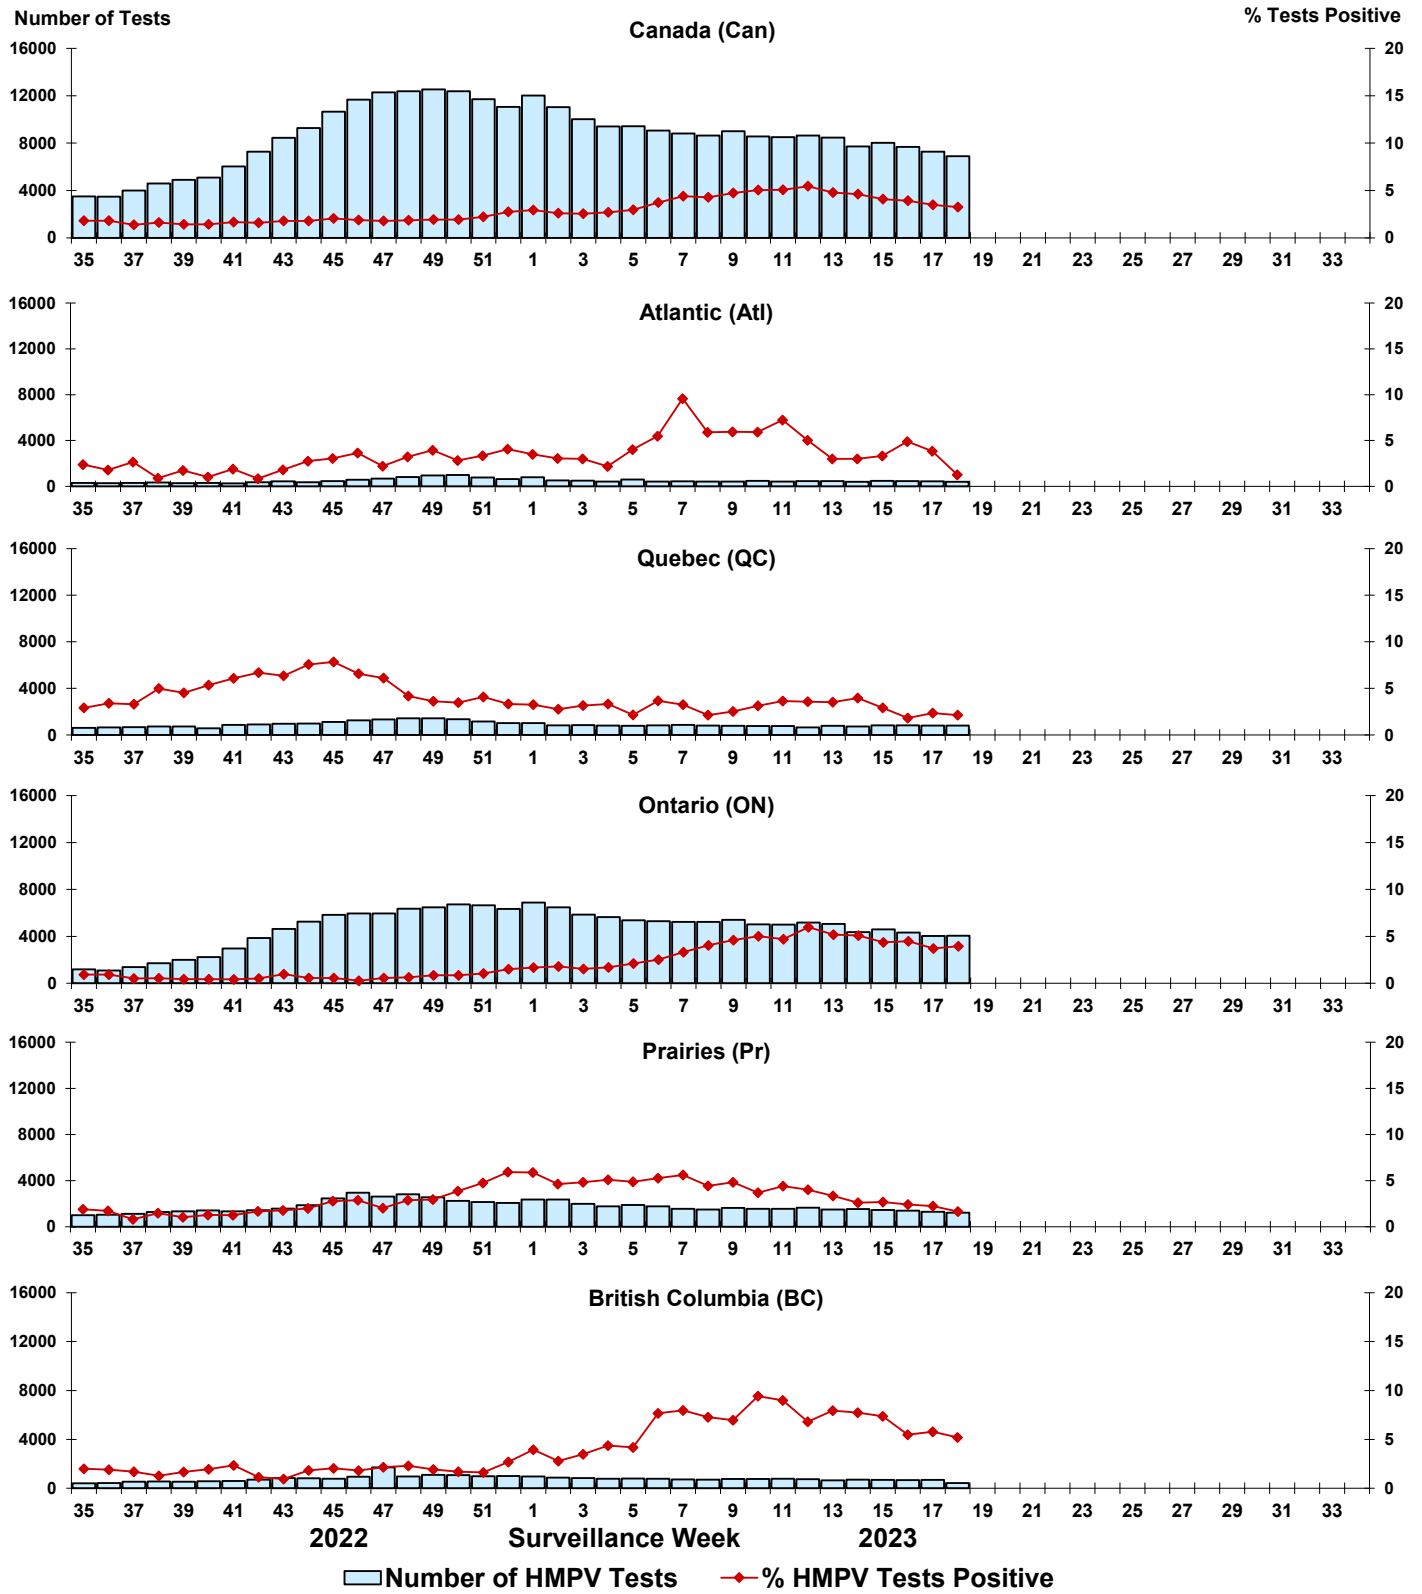 Number of Tests
% Tests Positive
Canada (Can)
16000 20
12000 15
8000 10
4000 5
0 0
35 37 39 41 43 45 47 49 51 1 3 5 7 9 11 13 15 17 19 21 23 25 27 29 31 33
Atlantic (Atl)
16000 20
12000 15
8000 10
4000 5
0 0
35 37 39 41 43 45 47 49 51 1 3 5 7 9 11 13 15 17 19 21 23 25 27 29 31 33
Quebec (QC)
16000 20
12000 15
8000 10
4000 5
0 0
35 37 39 41 43 45 47 49 51 1 3 5 7 9 11 13 15 17 19 21 23 25 27 29 31 33
Ontario (ON)
16000 20
12000 15
8000 10
4000 5
0 0
35 37 39 41 43 45 47 49 51 1 3 5 7 9 11 13 15 17 19 21 23 25 27 29 31 33
Prairies (Pr)
16000 20
12000 15
8000 10
4000 5
0 0
35 37 39 41 43 45 47 49 51 1 3 5 7 9 11 13 15 17 19 21 23 25 27 29 31 33
British Columbia (BC)
16000 20
12000 15
8000 10
4000 5
0 0
35 37 39 41 43 45 47 49 51 1 3 5 7 9 11 13 15 17 19 21 23 25 27 29 31 33
2022 Surveillance Week 2023
Number of HMPV Tests % HMPV Tests Positive